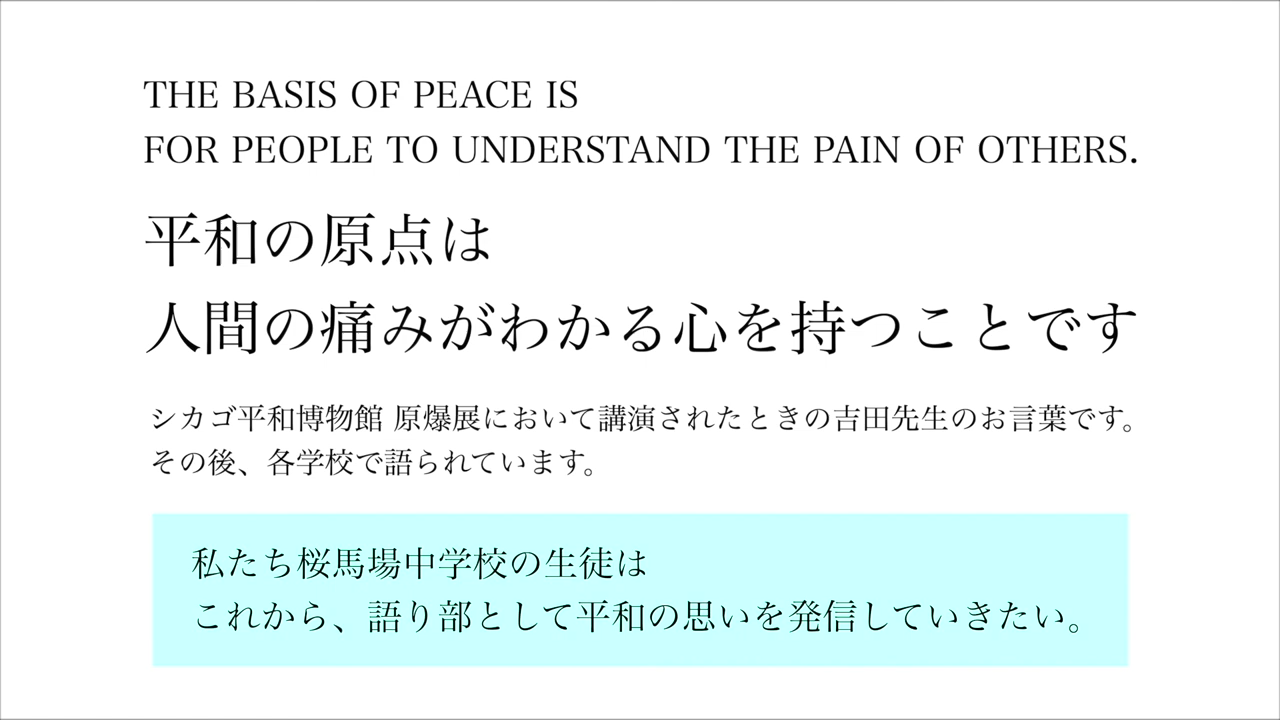 THE BASIS OF PEACE IS
FOR PEOPLE TO UNDERSTAND THE PAIN OF OTHERS.
平和の原点は
人間の痛みがわかる心を持つことです
シカゴ平和博物館 原爆展において講演されたときの吉田先生のお言葉です。
その後、各学校で語られています。
私たち桜馬場中学校の生徒は
これから、語り部として平和の思いを発信していきたい。